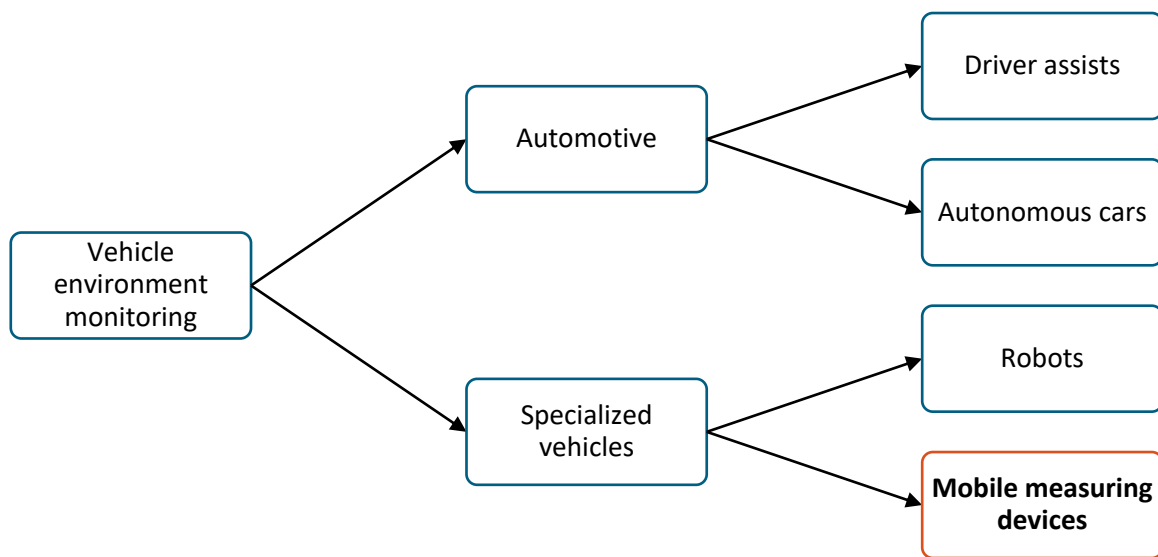 Vehicle
environment
monitoring
Automotive
Specialized
vehicles
Driver assists
Autonomous cars
Robots
Mobile measuring
devices